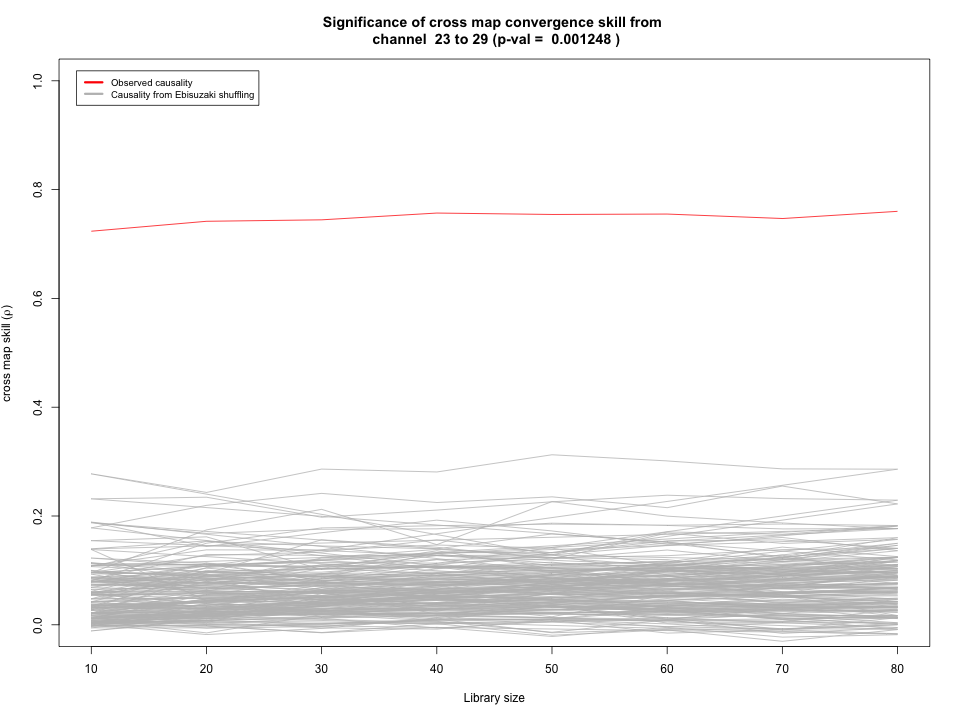 Significance of cross map convergence skill from
channel  23 to 29 (p-val =  0.001248 )
Observed causality
Causality from Ebisuzaki shuffling
1.0
0.8
0.6
0.4
0.2
0.0
cross map skill (ρ)
10 20 30 40 50 60 70 80
Library size